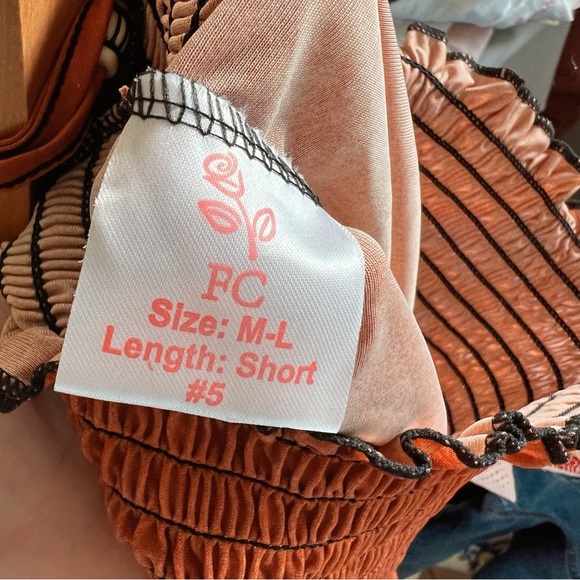 FC
Size: M-L
Length: Short
#5